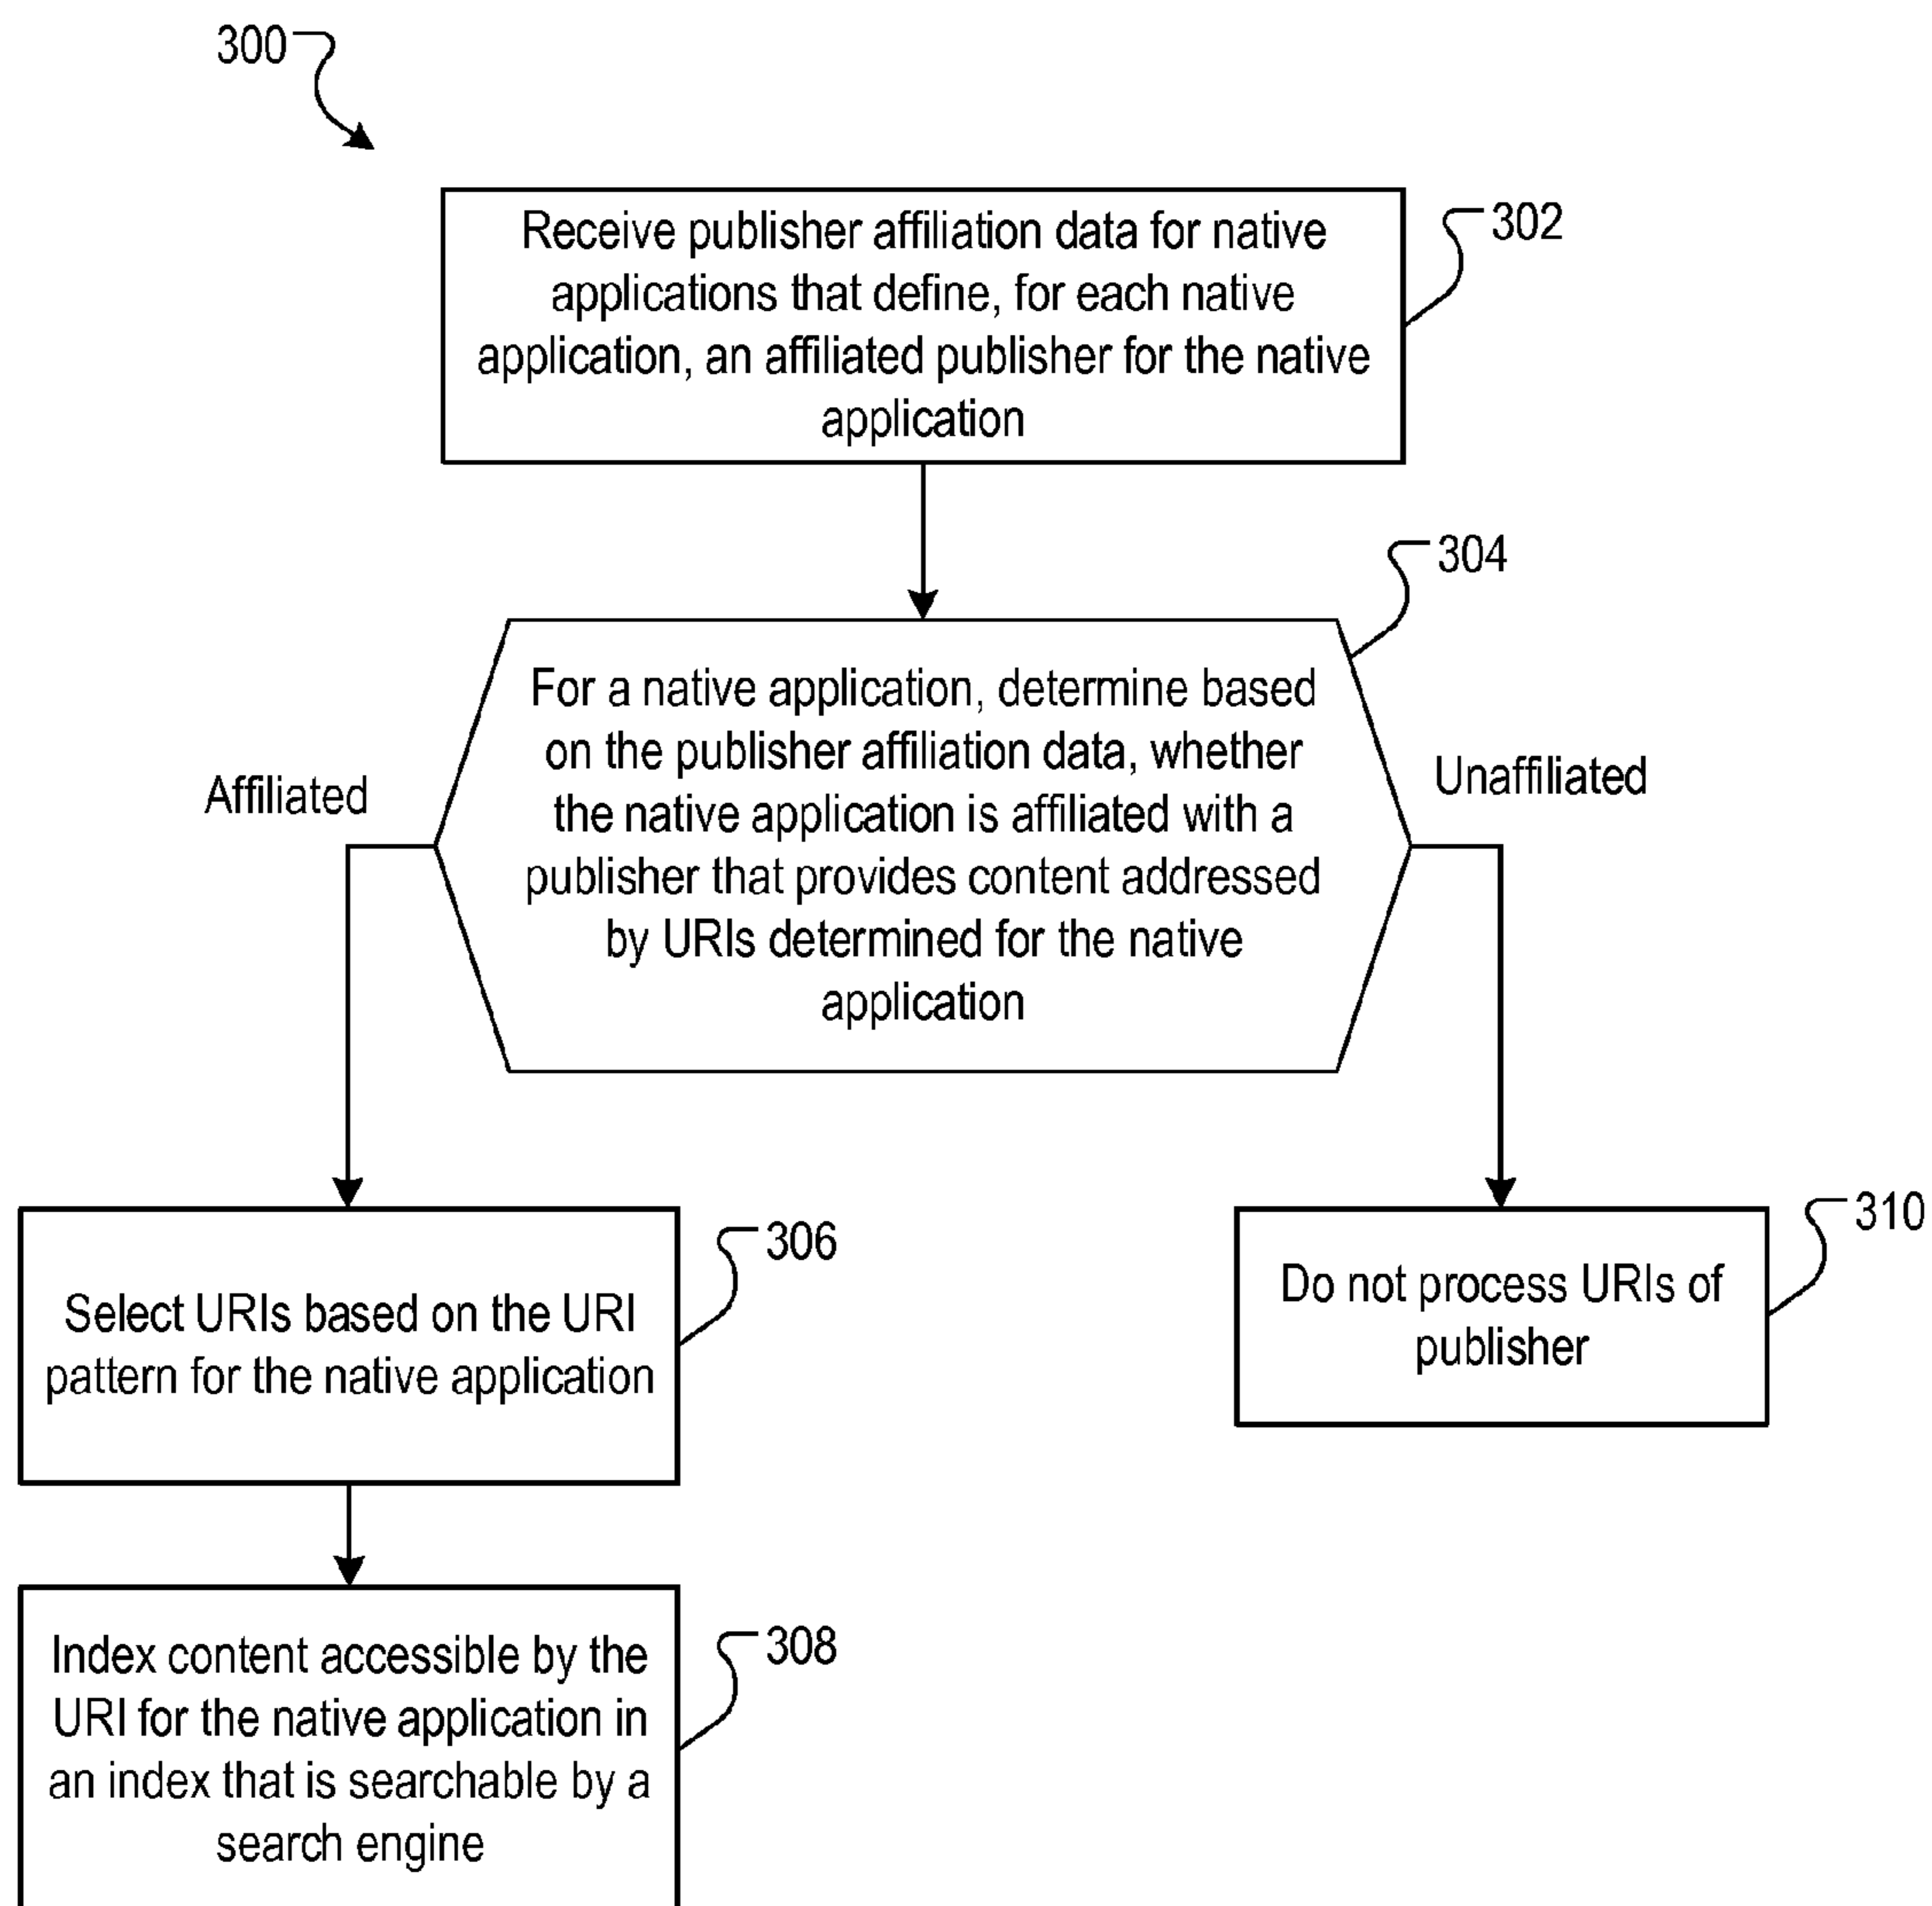 300
Receive publisher affiliation data for native
applications that define, for each native
application, an affiliated publisher for the native
application
302
304
For a native application, determine based
on the publisher affiliation data, whether
the native application is affiliated with a
publisher that provides content addressed
by URIs determined for the native
application
Affiliated
Unaffiliated
Select URIs based on the URI
pattern for the native application
306
Do not process URIs of
publisher
310
Index content accessible by the
URI for the native application in
an index that is searchable by a
search engine
308